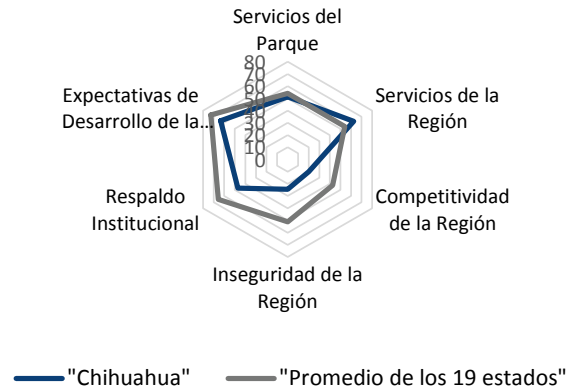 Servicios del
Parque
Servicios de la
Región
Competitividad
de la Región
Inseguridad de la
Región
Respaldo
Institucional
Expectativas de
Desarrollo de la...
80
70
60
50
40
30
20
10
0
"Chihuahua"
"Promedio de los 19 estados"